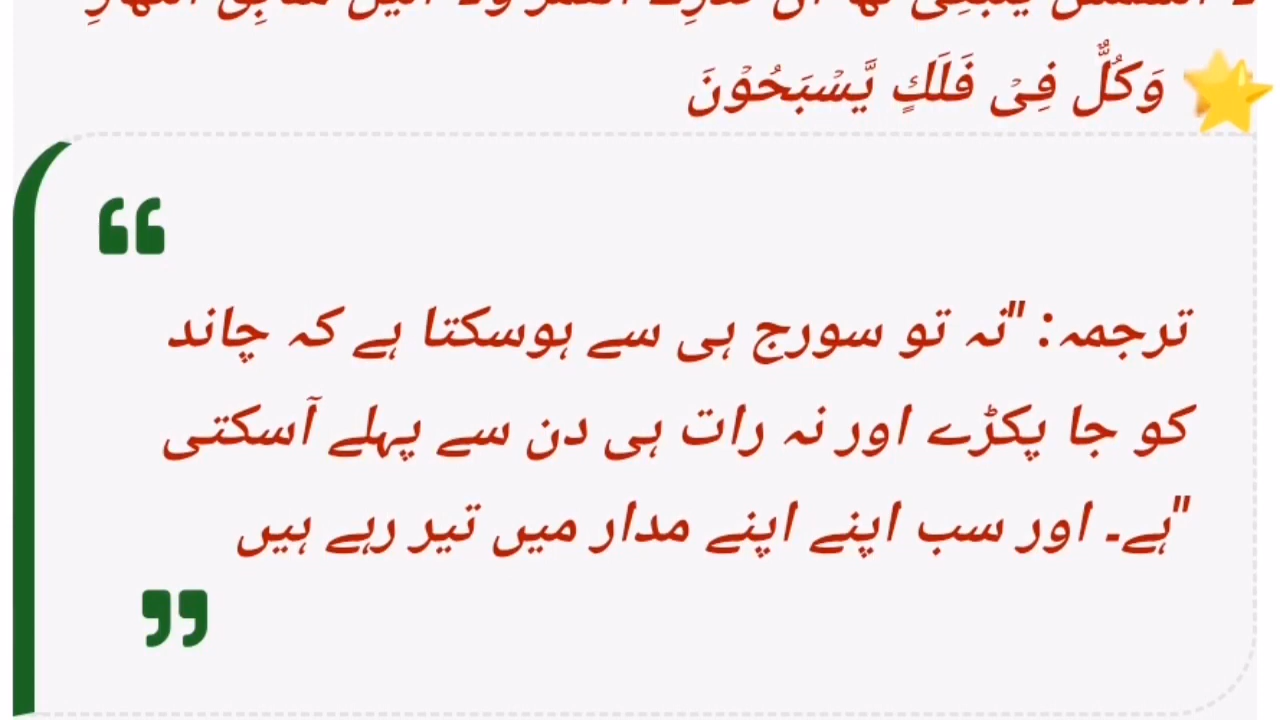 وَكُلٌّ فِىۡ فَلَكٍ يَّسۡبَحُوۡنَ
ترجمہ: "نہ تو سورج ہی سے ہوسکتا ہے کہ چاند
کو جا پکڑے اور نہ رات ہی دن سے پہلے آسکتی
ہے۔ اور سب اپنے اپنے مدار میں تیر رہے ہیں"